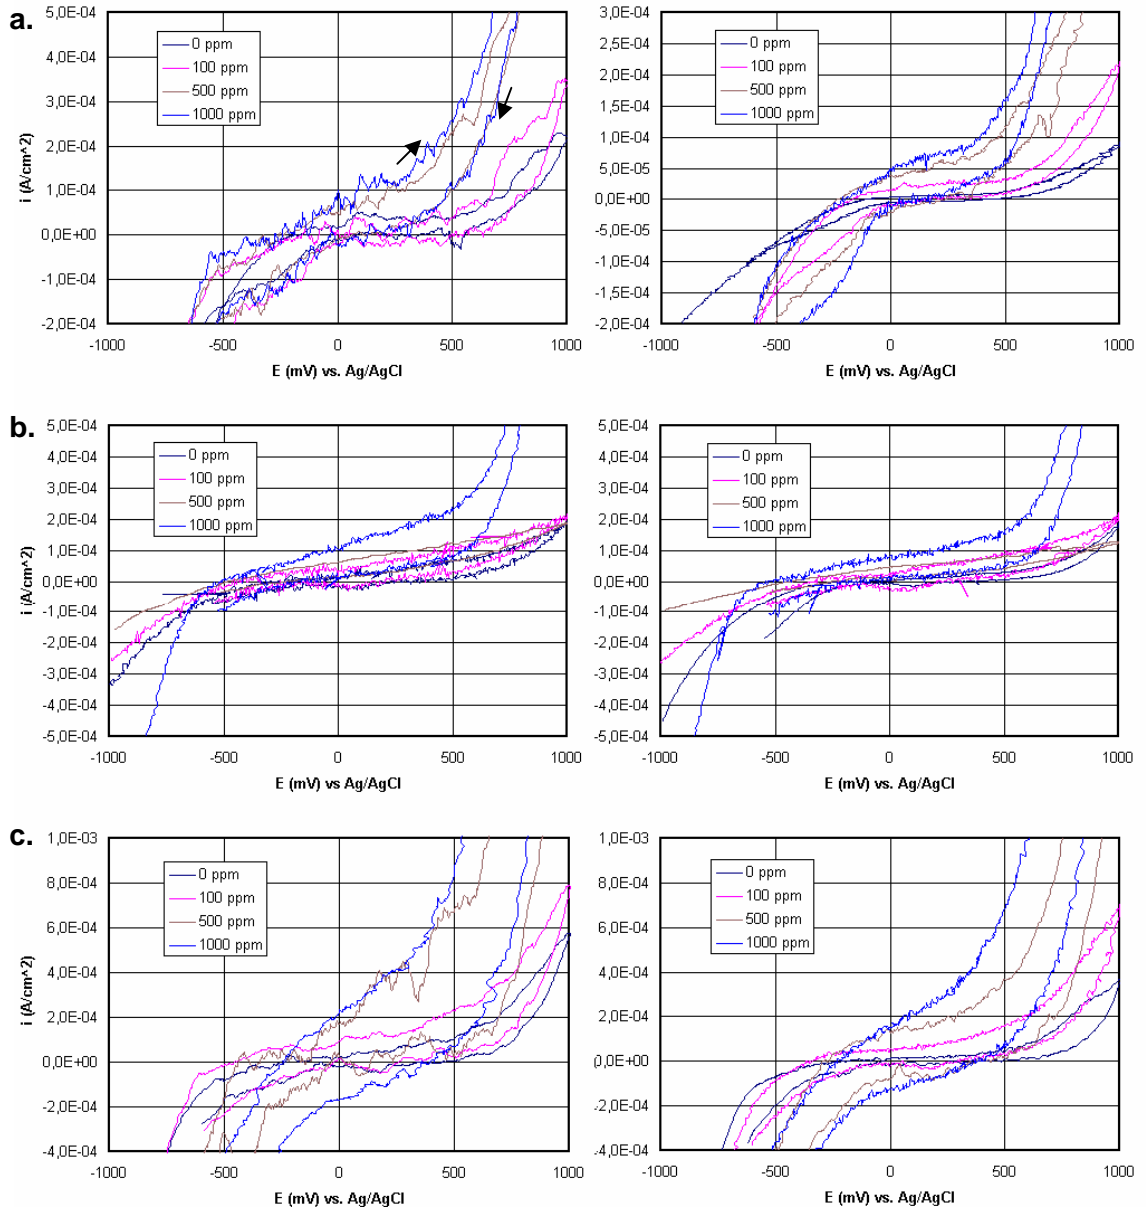 a.
5,0E-04
4,0E-04
3,0E-04
2,0E-04
1,0E-04
0,0E+00
-1,0E-04
-2,0E-04
i (A/cm^2)
0 ppm
100 ppm
500 ppm
1000 ppm
-1000 -500 0 500 1000
E (mV) vs. Ag/AgCl
3,0E-04
2,5E-04
2,0E-04
1,5E-04
1,0E-04
5,0E-05
0,0E+00
-5,0E-05
-1,0E-04
-1,5E-04
-2,0E-04
0 ppm
100 ppm
500 ppm
1000 ppm
-1000 -500 0 500 1000
E (mV) vs. Ag/AgCl
b.
5,0E-04
4,0E-04
3,0E-04
2,0E-04
1,0E-04
0,0E+00
-1,0E-04
-2,0E-04
-3,0E-04
-4,0E-04
-5,0E-04
i (A/cm^2)
0 ppm
100 ppm
500 ppm
1000 ppm
-1000 -500 0 500 1000
E (mV) vs Ag/AgCl
5,0E-04
4,0E-04
3,0E-04
2,0E-04
1,0E-04
0,0E+00
-1,0E-04
-2,0E-04
-3,0E-04
-4,0E-04
-5,0E-04
0 ppm
100 ppm
500 ppm
1000 ppm
-1000 -500 0 500 1000
E (mV) vs. Ag/AgCl
c.
1,0E-03
8,0E-04
6,0E-04
4,0E-04
2,0E-04
0,0E+00
-2,0E-04
-4,0E-04
i (A/cm^2)
0 ppm
100 ppm
500 ppm
1000 ppm
-1000 -500 0 500 1000
E (mV) vs. Ag/AgCl
1,0E-03
8,0E-04
6,0E-04
4,0E-04
2,0E-04
0,0E+00
-2,0E-04
-4,0E-04
0 ppm
100 ppm
500 ppm
1000 ppm
-1000 -500 0 500 1000
E (mV) vs. Ag/AgCl